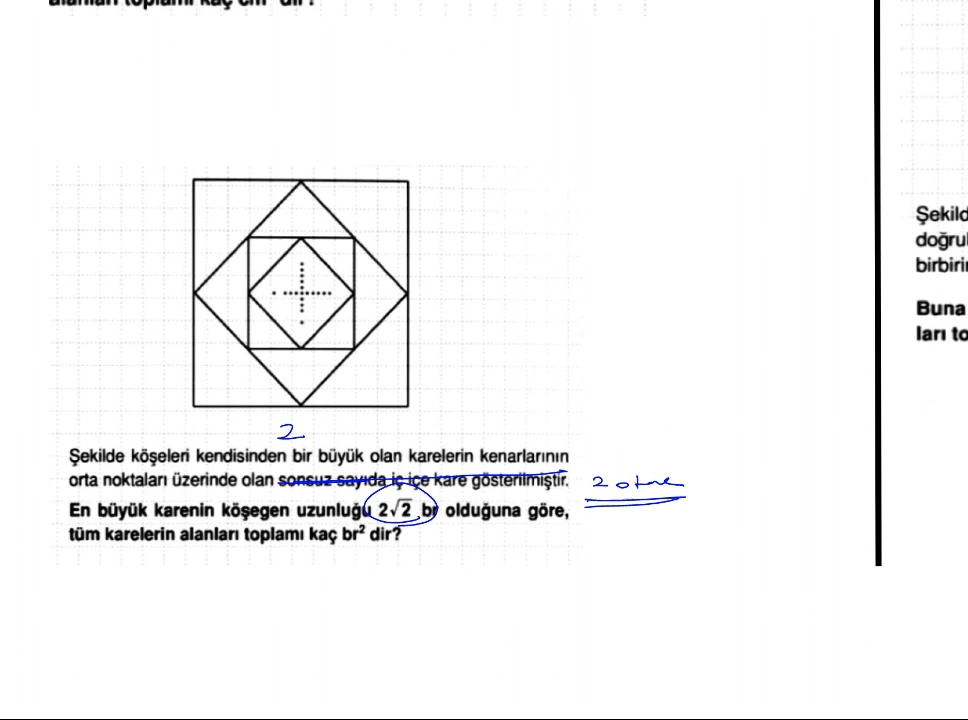 alanları toplamı kaç cm² dir?
2
Şekilde köşeleri kendisinden bir büyük olan karelerin kenarlarının
orta noktaları üzerinde olan sonsuz sayıda iç içe kare gösterilmiştir.
En büyük karenin köşegen uzunluğu 2√2 br olduğuna göre,
tüm karelerin alanları toplamı kaç br² dir?
2
Şekild
doğrul
birbirin
Buna
ları to